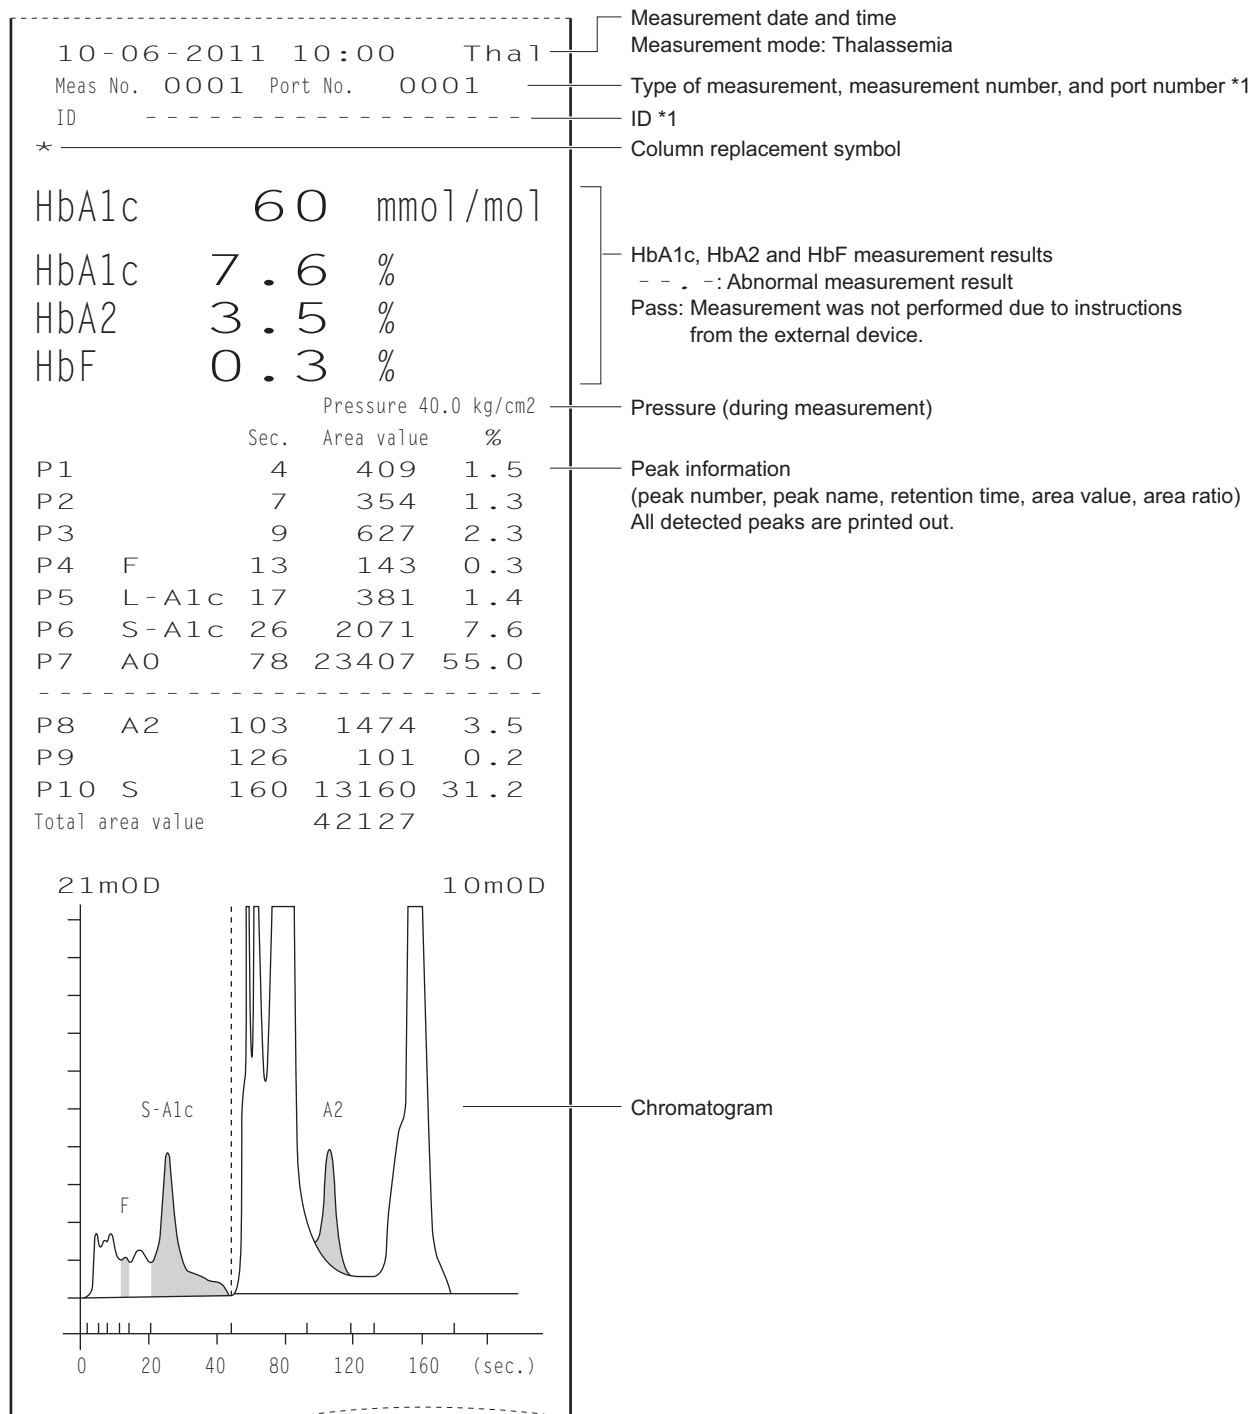 10-06-2011 10:00 Thal
Meas No. 0001 Port No. 0001
ID - - - - - - - - - - - - - - - - - -
*
HbA1c 60 mmol/mol
HbA1c 7.6 %
HbA2 3.5 %
HbF 0.3 %
Pressure 40.0 kg/cm2
Sec. Area value %
P1 4 409 1.5
P2 7 354 1.3
P3 9 627 2.3
P4 F 13 143 0.3
P5 L-A1c 17 381 1.4
P6 S-A1c 26 2071 7.6
P7 A0 78 23407 55.0
P8 A2 103 1474 3.5
P9 126 101 0.2
P10 S 160 13160 31.2
Total area value 42127
21mOD 10mOD
S-A1c A2
F
0 20 40 80 120 160 (sec.)
Measurement date and time
Measurement mode: Thalassemia
Type of measurement, measurement number, and port number *1
ID *1
Column replacement symbol
HbA1c, HbA2 and HbF measurement results
- - . -: Abnormal measurement result
Pass: Measurement was not performed due to instructions
from the external device.
Pressure (during measurement)
Peak information
(peak number, peak name, retention time, area value, area ratio)
All detected peaks are printed out.
Chromatogram